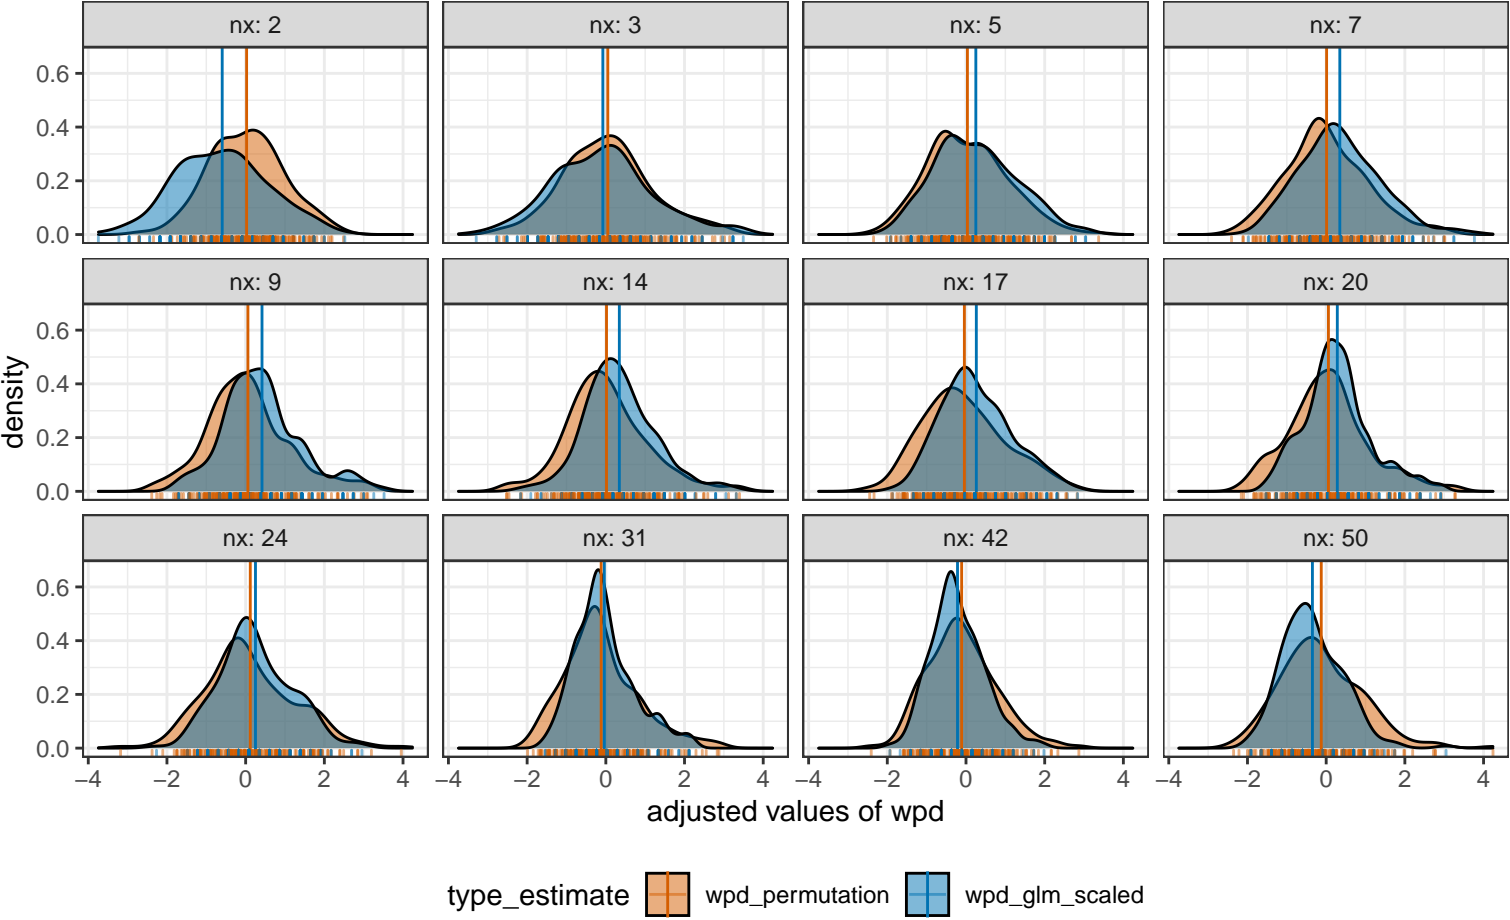 nx: 2 nx: 3 nx: 5 nx: 7
0.6
0.4
0.2
0.0
nx: 9 nx: 14 nx: 17 nx: 20
0.6
0.4
0.2
0.0
nx: 24 nx: 31 nx: 42 nx: 50
0.6
0.4
0.2
0.0
−4 −2 0 2 4 −4 −2 0 2 4 −4 −2 0 2 4 −4 −2 0 2 4
density
adjusted values of wpd
type_estimate wpd_permutation wpd_glm_scaled